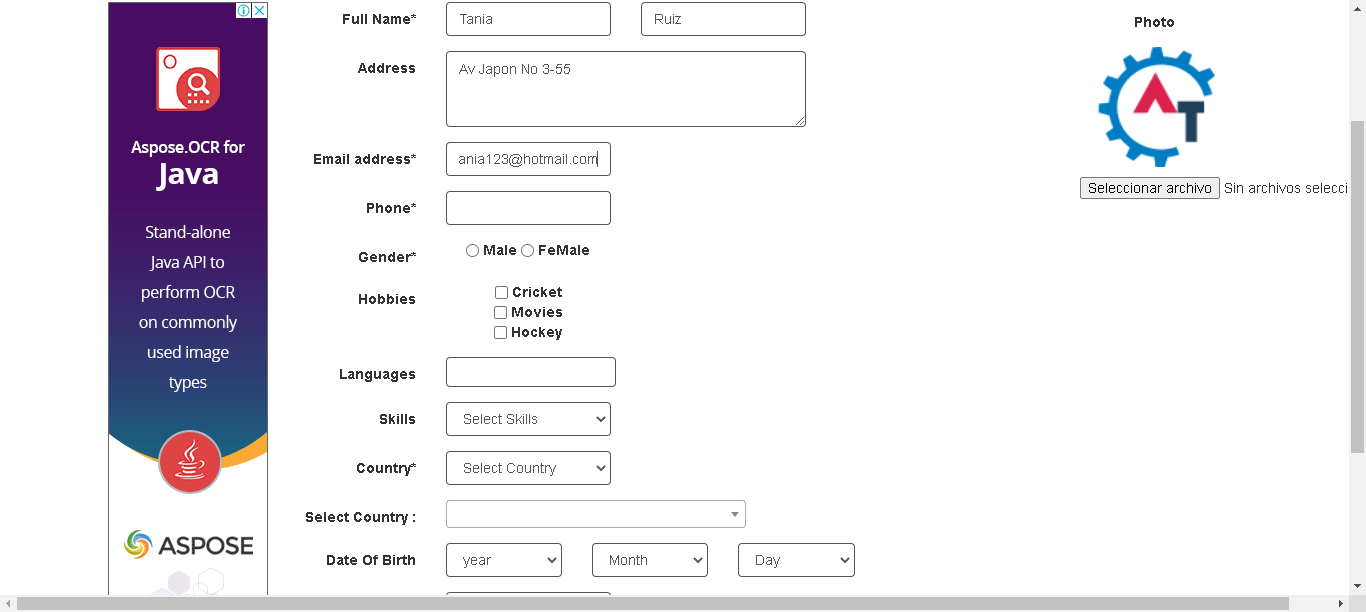 Full Name*
Tania
Ruiz
Address
Av Japon No 3-55
Email address*
ania123@hotmail.com
Phone*
Gender*
Male
FeMale
Hobbies
Cricket
Movies
Hockey
Languages
Skills
Select Skills
Country*
Select Country
Select Country :
Date Of Birth
year
Month
Day
Photo
AT
Seleccionar archivo
Sin archivos selecci
Aspose.OCR for
Java
Stand-alone
Java API to
perform OCR
on commonly
used image
types
ASPOSE